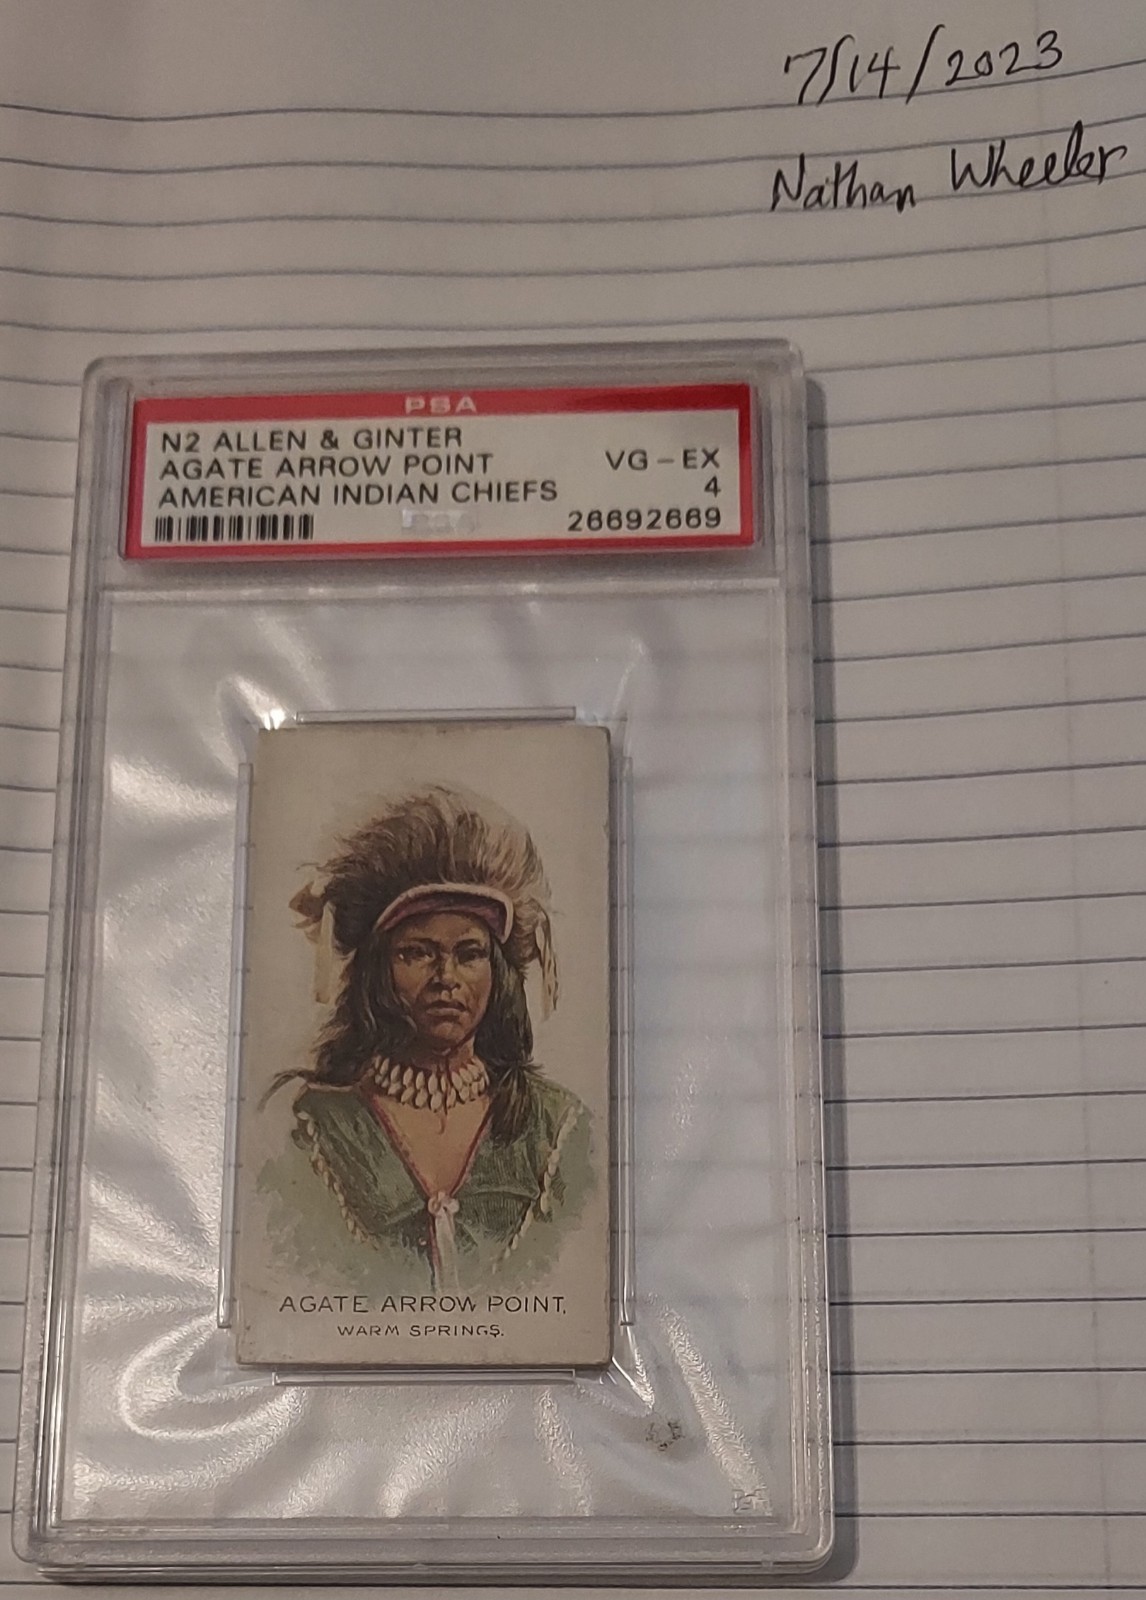 7/14/2023
Nathan Wheeler
PSA
N2 ALLEN & GINTER
AGATE ARROW POINT VG-EX
AMERICAN INDIAN CHIEFS 4
26692669
AGATE ARROW POINT,
WARM SPRINGS.
PSA